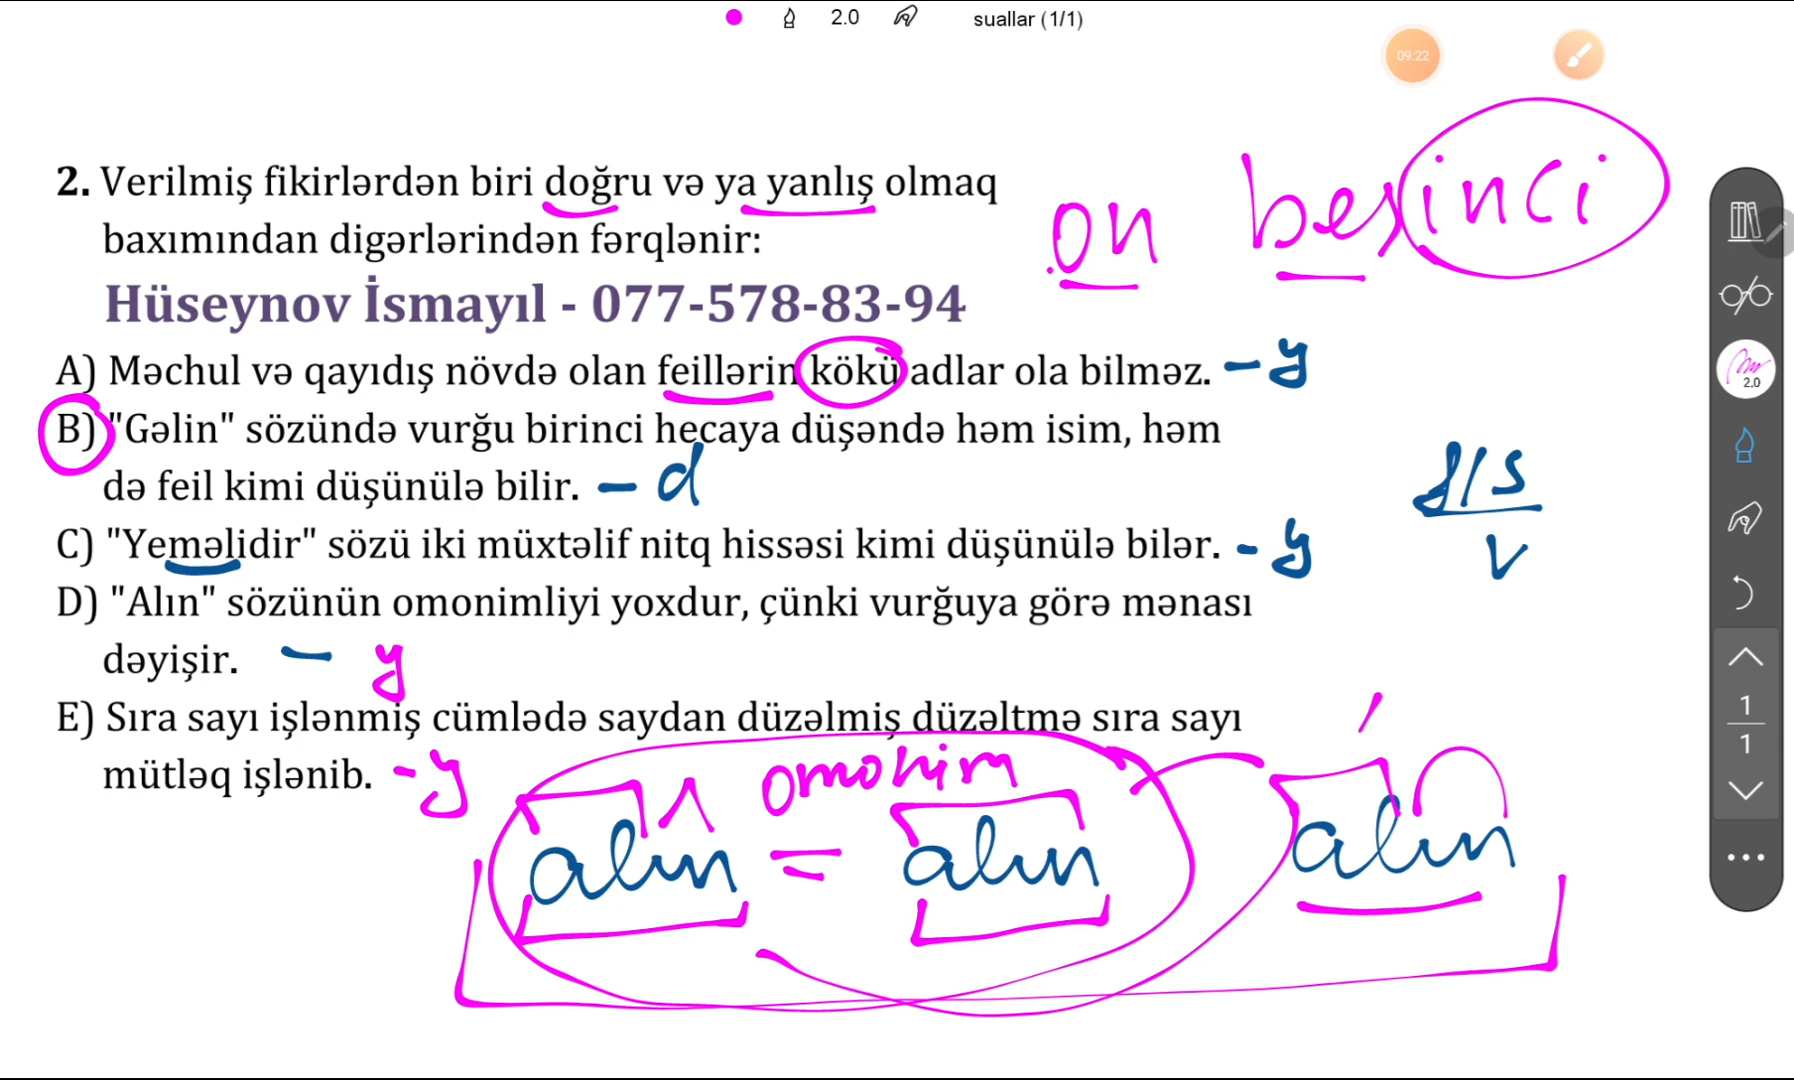 2.0 suallar (1/1)
09:22
2. Verilmiş fikirlərdən biri doğru və ya yanlış olmaq
baxımından digərlərindən fərqlənir:
on beşinci
Hüseynov İsmayıl - 077-578-83-94
A) Məchul və qayıdış növdə olan feillərin kökü adlar ola bilməz. - y
B) "Gəlin" sözündə vurğu birinci hecaya düşəndə həm isim, həm
də feil kimi düşünülə bilir. - d
f/s
v
C) "Yeməlidir" sözü iki müxtəlif nitq hissəsi kimi düşünülə bilər. - y
D) "Alın" sözünün omonimliyi yoxdur, çünki vurğuya görə mənası
dəyişir. - y
E) Sıra sayı işlənmiş cümlədə saydan düzəlmiş düzəltmə sıra sayı
mütləq işlənib. - y
omonim
alın = alın alın
2.0
1
1